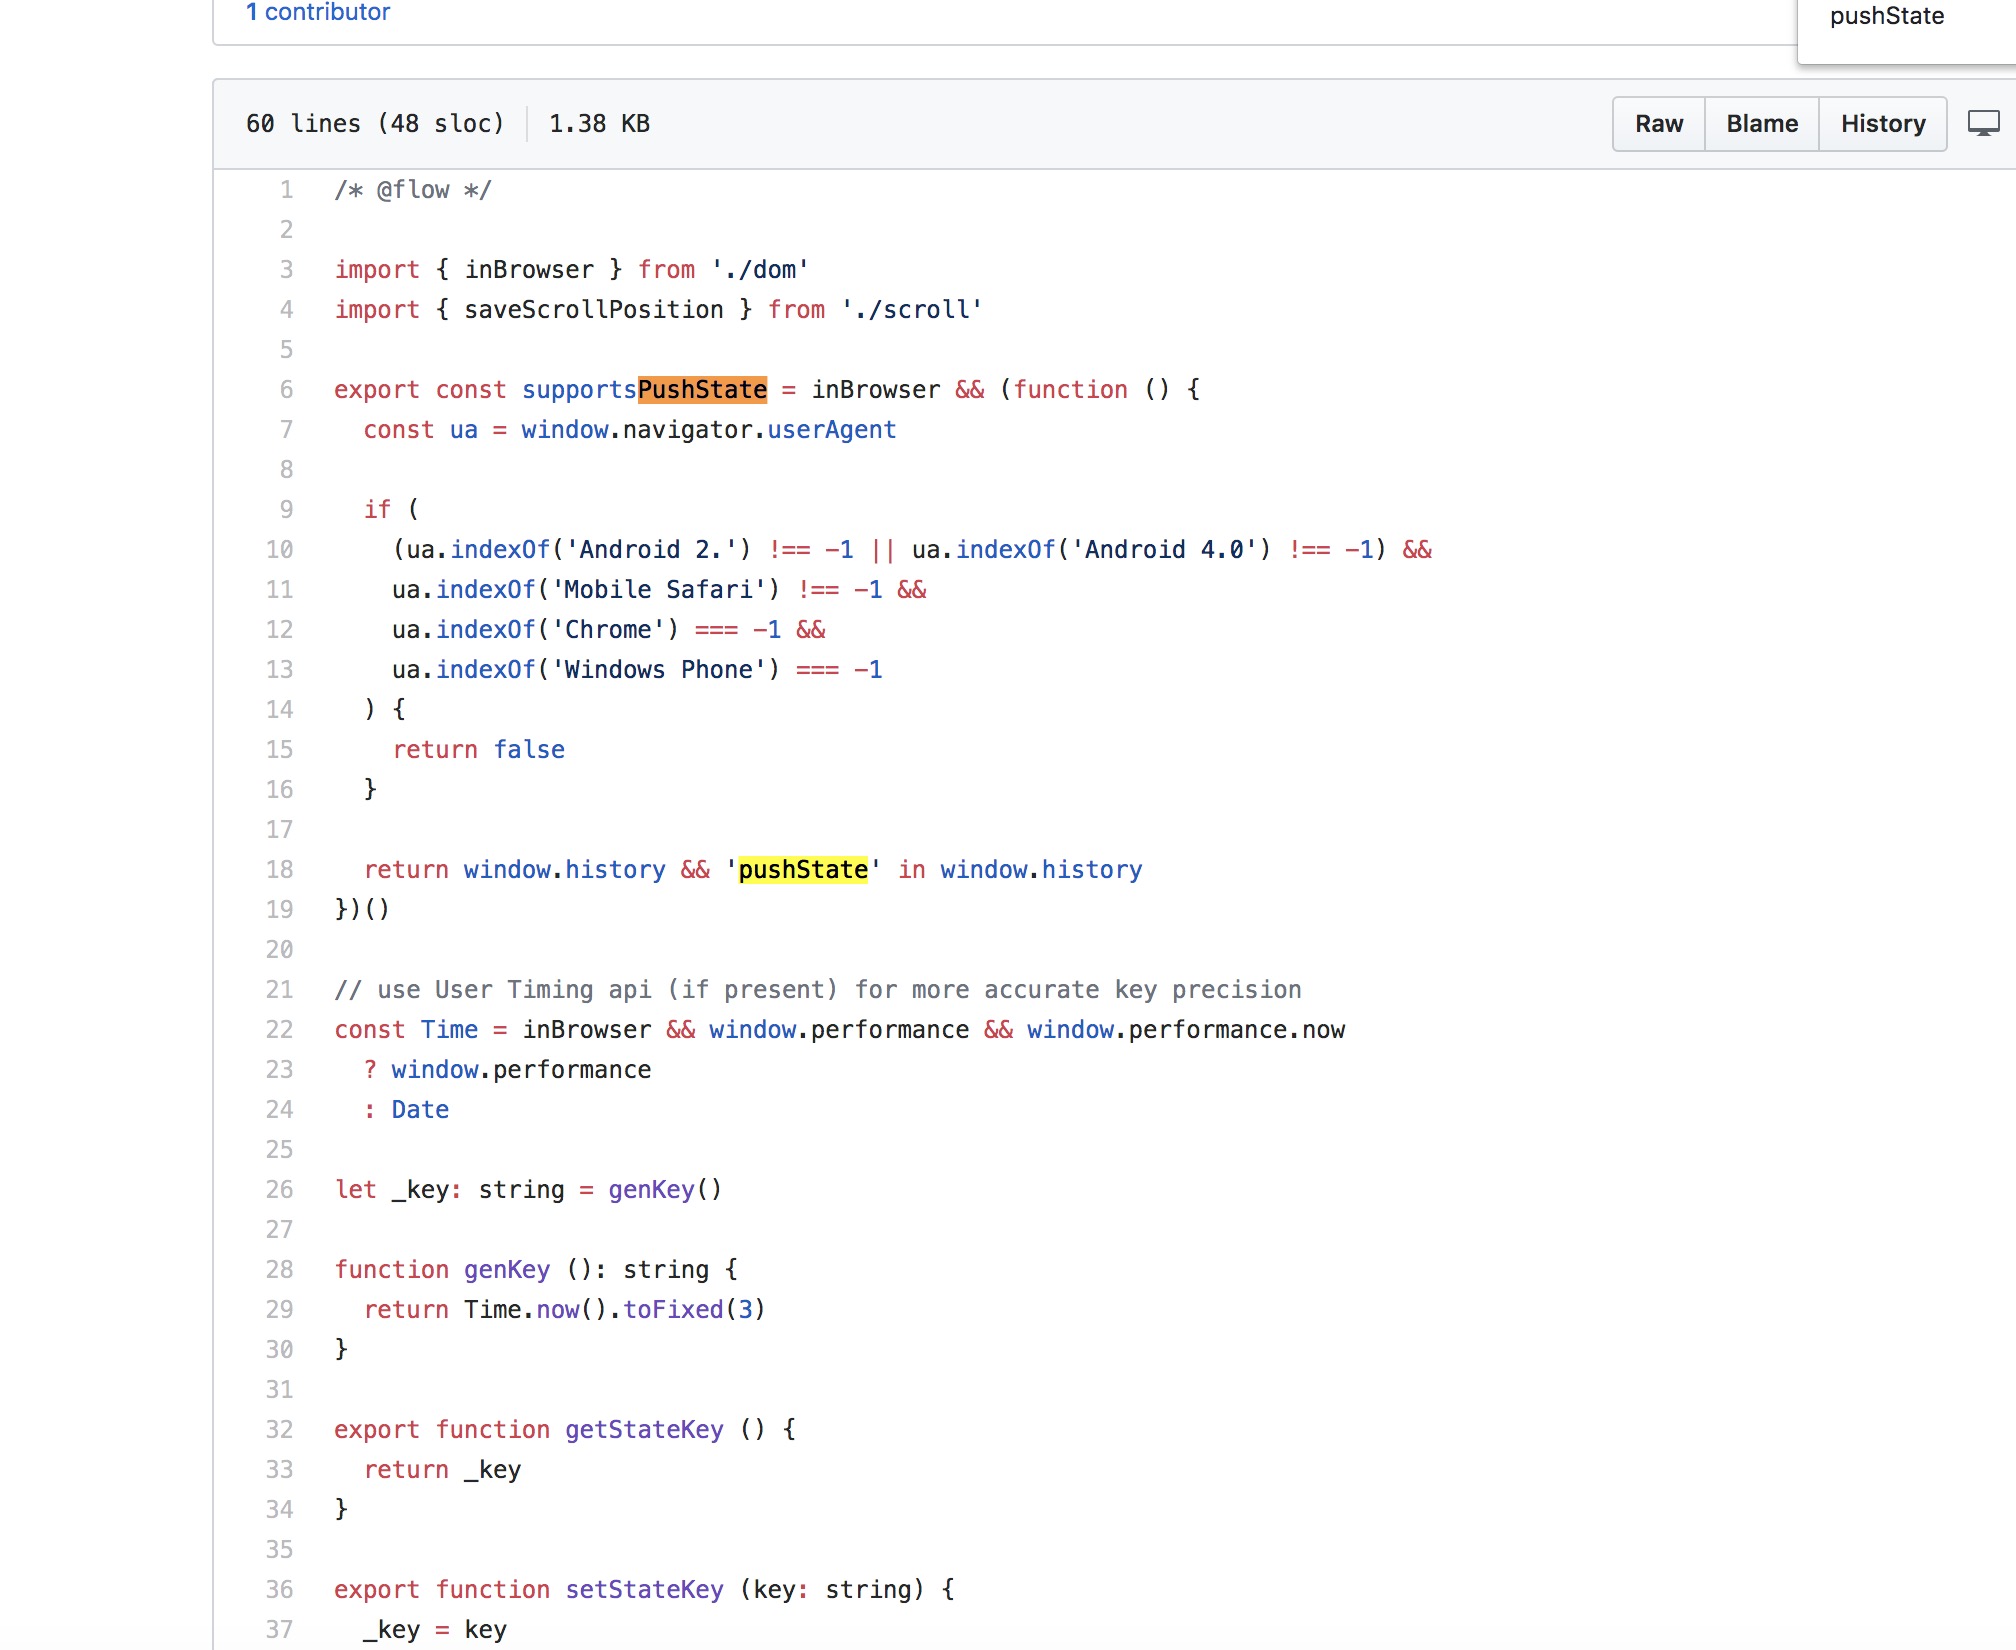 1 contributor
pushState
60 lines (48 sloc) 1.38 KB
Raw Blame History
1 /* @flow */
2
3 import { inBrowser } from './dom'
4 import { saveScrollPosition } from './scroll'
5
6 export const supportsPushState = inBrowser && (function () {
7 const ua = window.navigator.userAgent
8
9 if (
10 (ua.indexOf('Android 2.') !== -1 || ua.indexOf('Android 4.0') !== -1) &&
11 ua.indexOf('Mobile Safari') !== -1 &&
12 ua.indexOf('Chrome') === -1 &&
13 ua.indexOf('Windows Phone') === -1
14 ) {
15 return false
16 }
17
18 return window.history && 'pushState' in window.history
19 })()
20
21 // use User Timing api (if present) for more accurate key precision
22 const Time = inBrowser && window.performance && window.performance.now
23 ? window.performance
24 : Date
25
26 let _key: string = genKey()
27
28 function genKey (): string {
29 return Time.now().toFixed(3)
30 }
31
32 export function getStateKey () {
33 return _key
34 }
35
36 export function setStateKey (key: string) {
37 _key = key